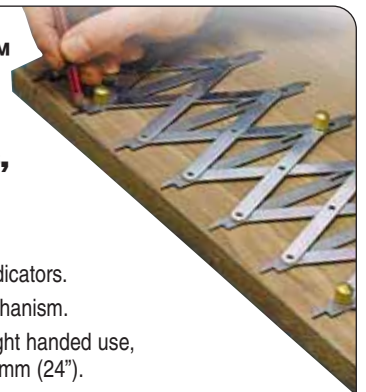 M
”
dicators.
hanism.
ght handed use,
mm (24”).